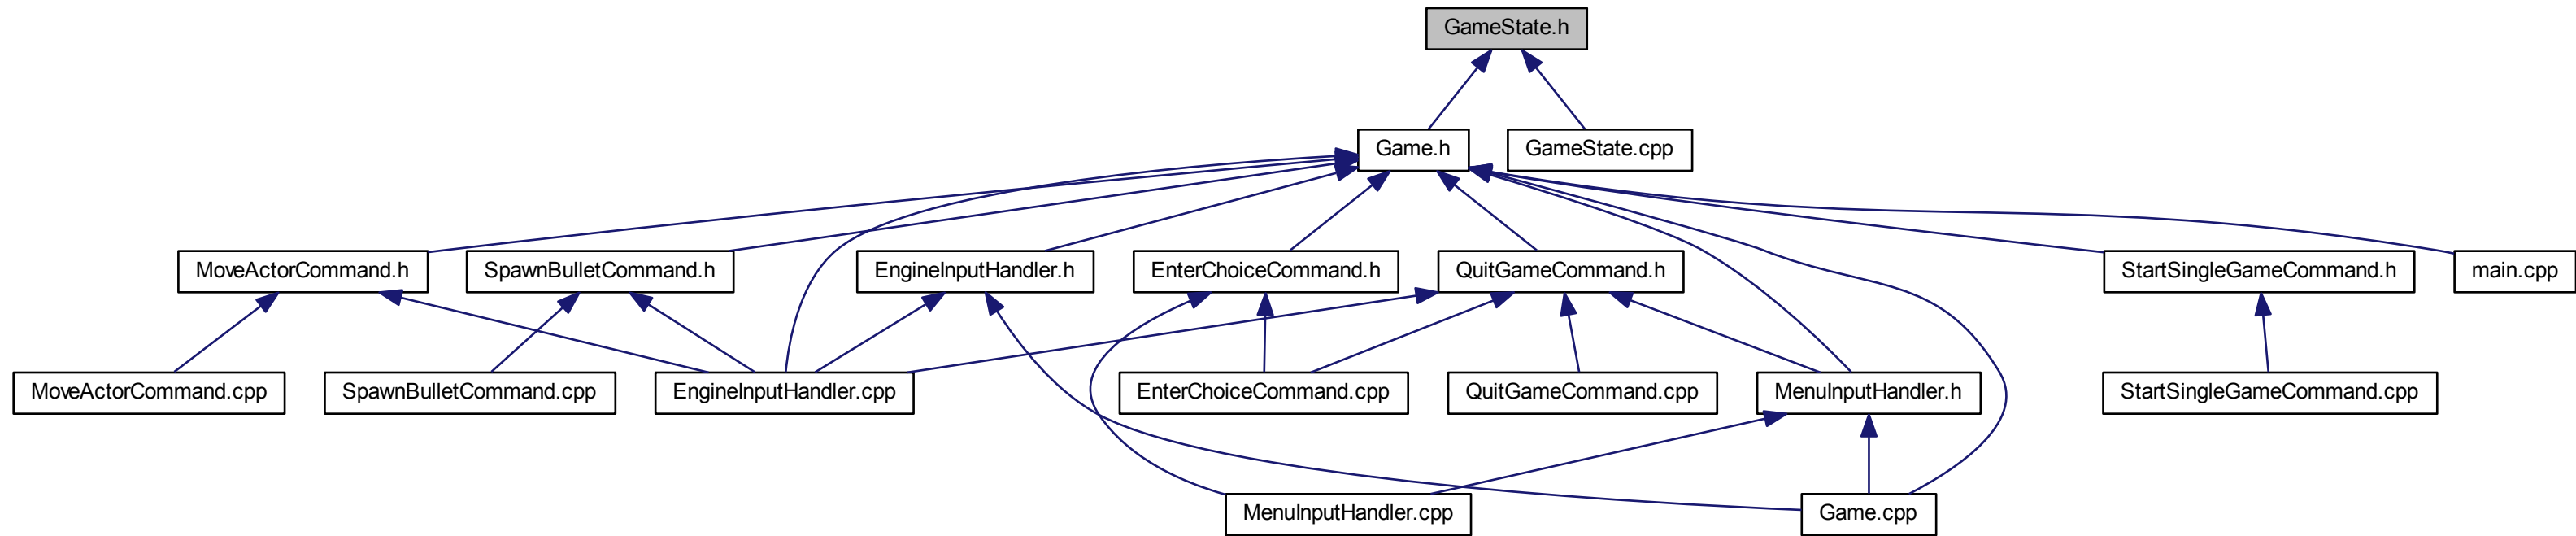 GameState.h
Game.h
GameState.cpp
MoveActorCommand.h
SpawnBulletCommand.h
EngineInputHandler.h
EnterChoiceCommand.h
QuitGameCommand.h
StartSingleGameCommand.h
main.cpp
MoveActorCommand.cpp
SpawnBulletCommand.cpp
EngineInputHandler.cpp
EnterChoiceCommand.cpp
QuitGameCommand.cpp
MenuInputHandler.h
StartSingleGameCommand.cpp
MenuInputHandler.cpp
Game.cpp